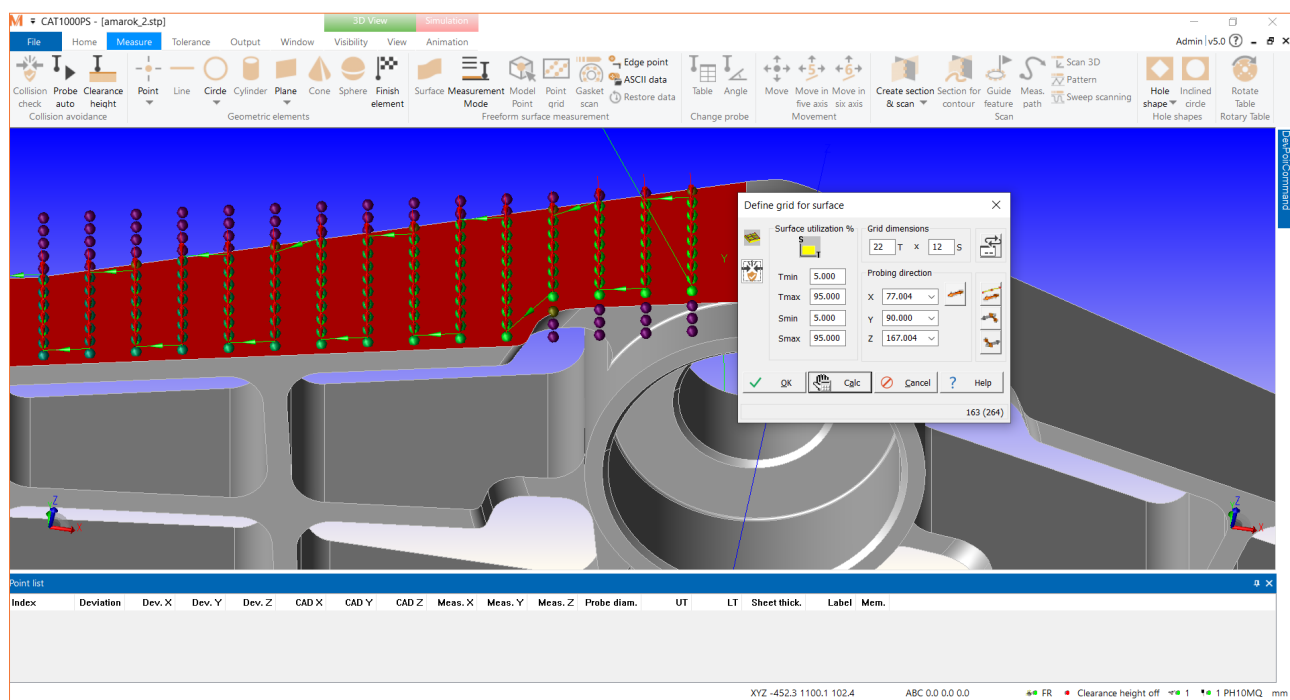 CAT1000PS - [amarok_2.stp]
3D View
Simulation
File Home Measure Tolerance Output Window Visibility View Animation
Admin v5.0
Collision check
Probe auto
Clearance height
Collision avoidance
Point
Line
Circle
Cylinder
Plane
Cone
Sphere
Finish element
Geometric elements
Surface
Measurement Mode
Model Point
Point grid
Gasket scan
Edge point
ASCII data
Restore data
Freeform surface measurement
Table
Angle
Change probe
Move
Move in five axis
Move in six axis
Movement
Create section & scan
Section for contour
Guide feature
Meas. path
Scan 3D
Pattern
Sweep scanning
Scan
Hole shape
Inclined circle
Hole shapes
Rotate Table
Rotary Table
DevPoliCommand
Define grid for surface
Surface utilization %
S
T
Tmin 5.000
Tmax 95.000
Smin 5.000
Smax 95.000
Grid dimensions
22 T x 12 S
Probing direction
X 77.004
Y 90.000
Z 167.004
OK
Calc
Cancel
? Help
163 (264)
Y
Z
X
Z
X
Point list
Index Deviation Dev. X Dev. Y Dev. Z CAD X CAD Y CAD Z Meas. X Meas. Y Meas. Z Probe diam. UT LT Sheet thick. Label Mem.
XYZ -452.3 1100.1 102.4 ABC 0.0 0.0 0.0 FR Clearance height off 1 1 PH10MQ mm